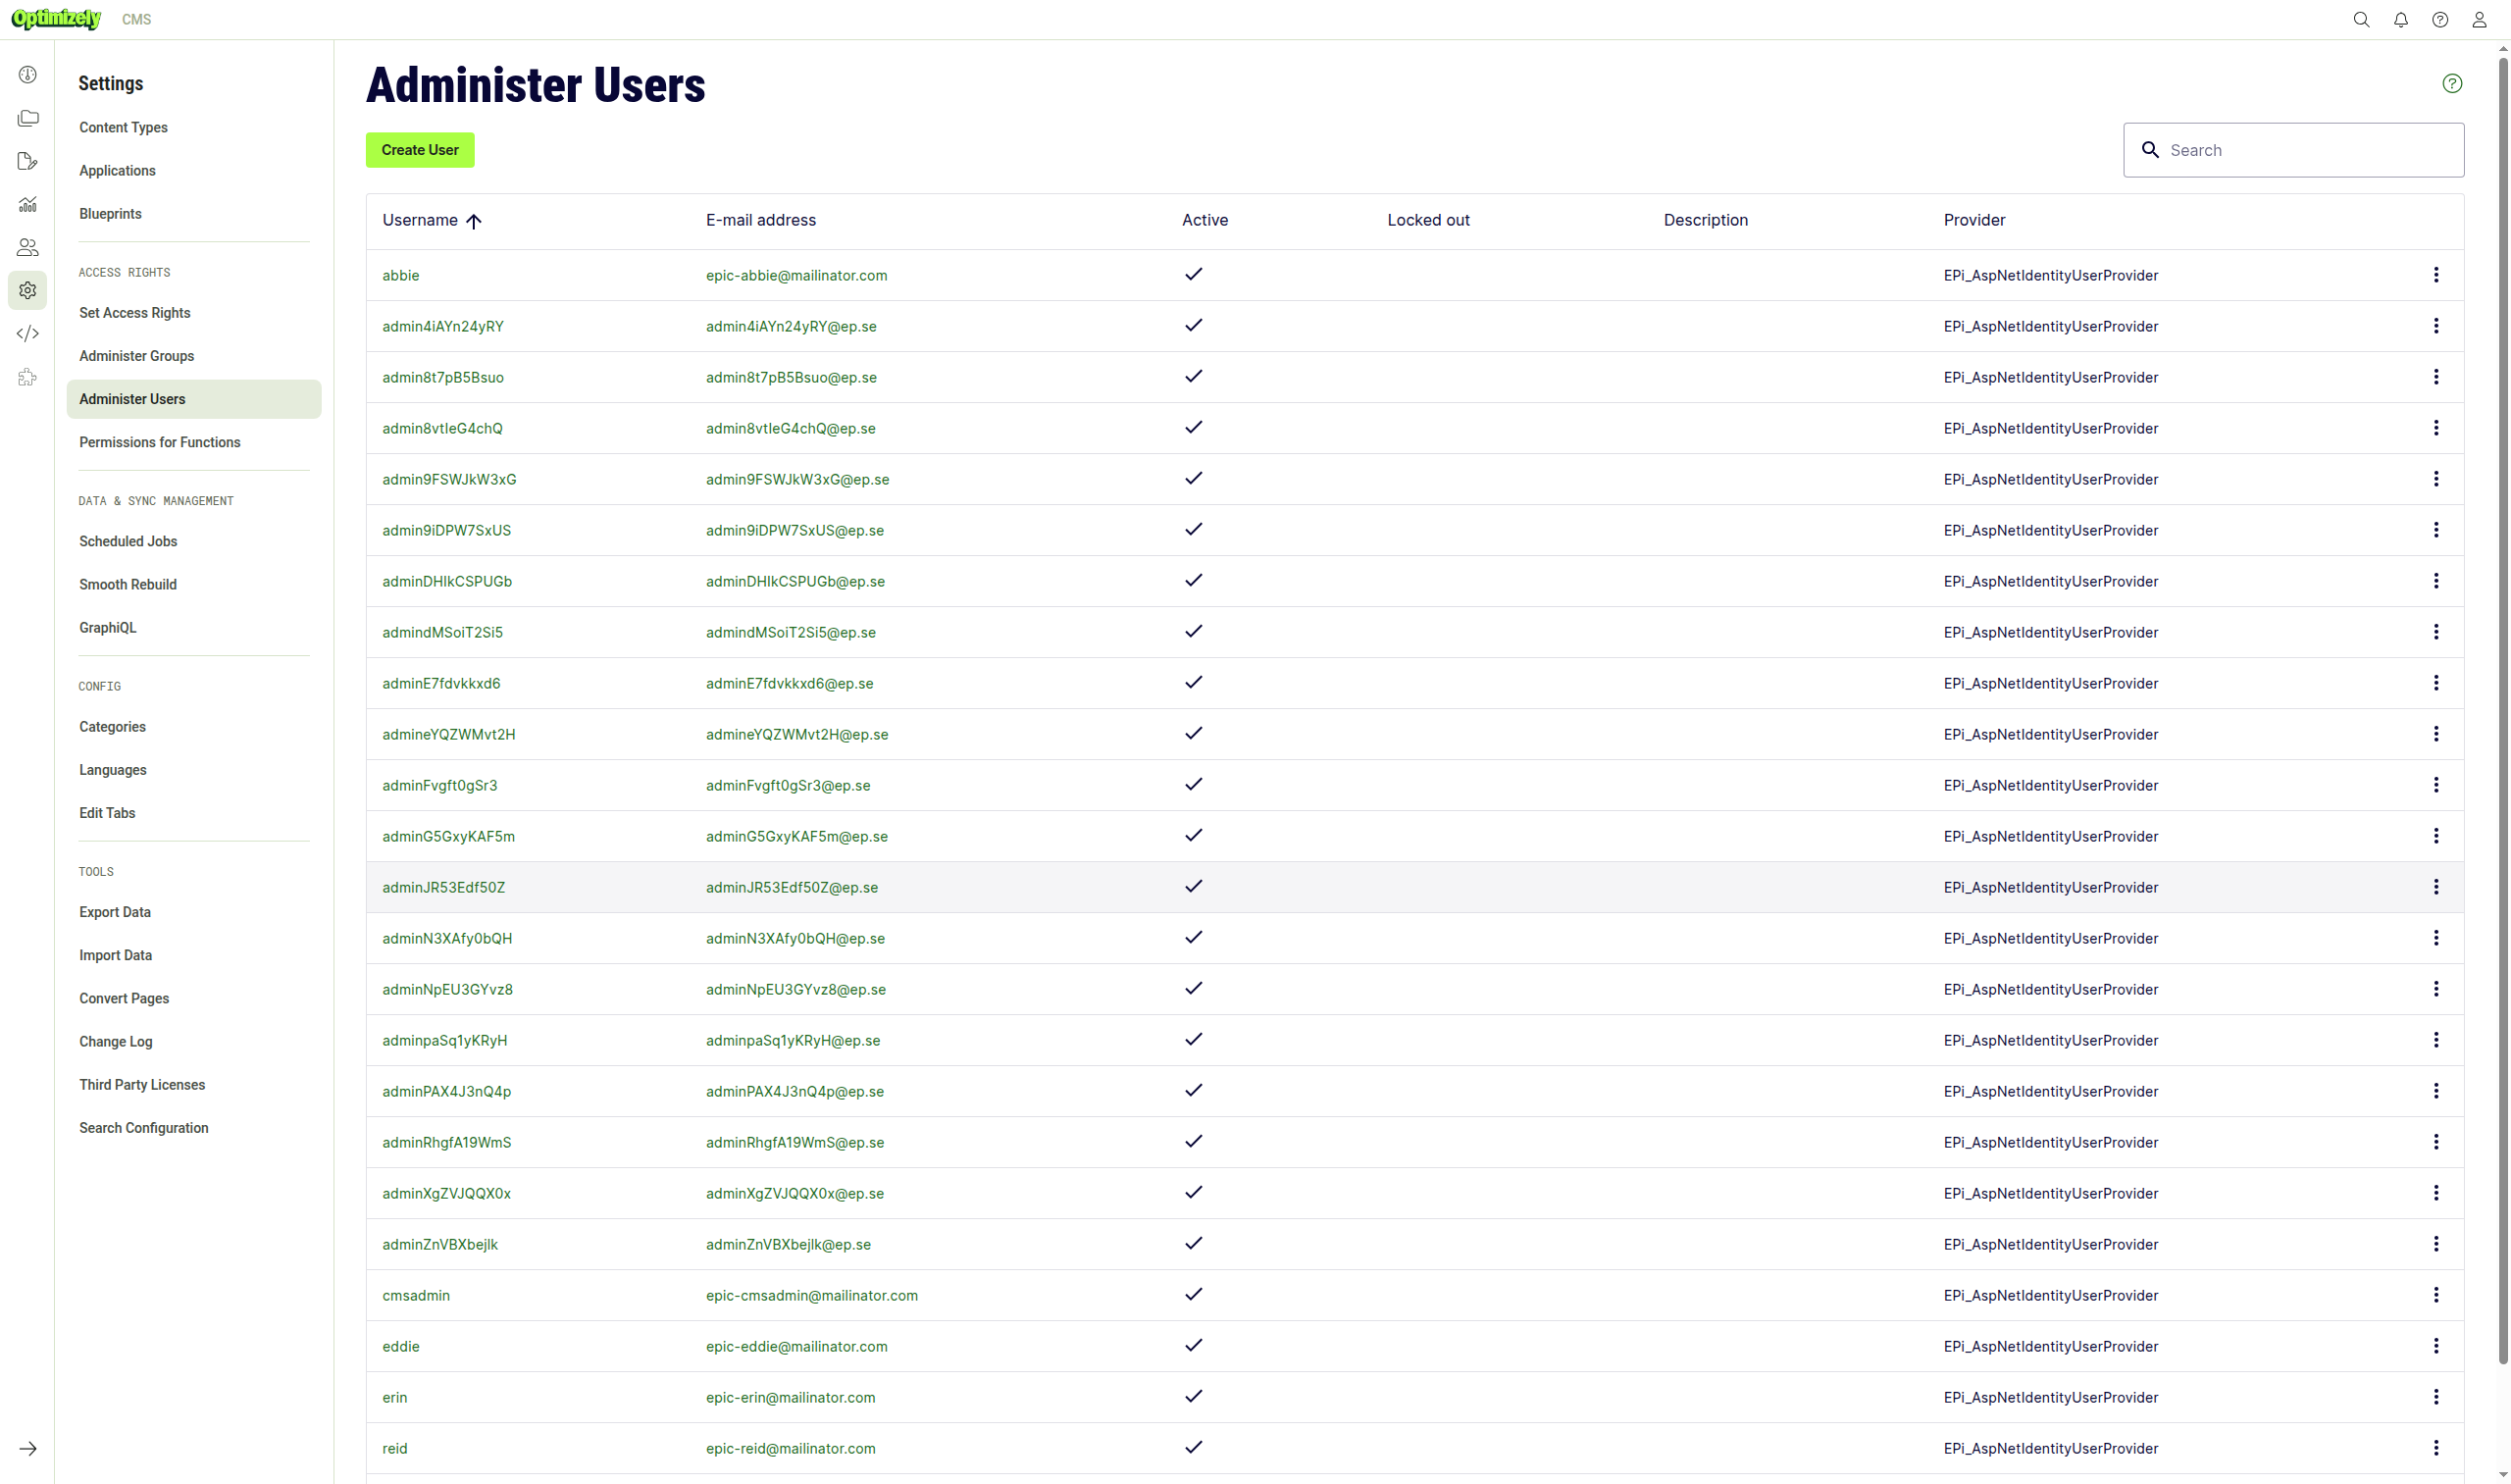 Optimizely CMS
Settings
Content Types
Applications
Blueprints
ACCESS RIGHTS
Set Access Rights
Administer Groups
Administer Users
Permissions for Functions
DATA & SYNC MANAGEMENT
Scheduled Jobs
Smooth Rebuild
GraphiQL
CONFIG
Categories
Languages
Edit Tabs
TOOLS
Export Data
Import Data
Convert Pages
Change Log
Third Party Licenses
Search Configuration
Administer Users
Create User
Search
Username E-mail address Active Locked out Description Provider
abbie epic-abbie@mailinator.com EPi_AspNetIdentityUserProvider
admin4iAYn24yRY admin4iAYn24yRY@ep.se EPi_AspNetIdentityUserProvider
admin8t7pB5Bsuo admin8t7pB5Bsuo@ep.se EPi_AspNetIdentityUserProvider
admin8vtIeG4chQ admin8vtIeG4chQ@ep.se EPi_AspNetIdentityUserProvider
admin9FSWJkW3xG admin9FSWJkW3xG@ep.se EPi_AspNetIdentityUserProvider
admin9iDPW7SxUS admin9iDPW7SxUS@ep.se EPi_AspNetIdentityUserProvider
adminDHIkCSPUGb adminDHIkCSPUGb@ep.se EPi_AspNetIdentityUserProvider
admindMSoiT2Si5 admindMSoiT2Si5@ep.se EPi_AspNetIdentityUserProvider
adminE7fdvkkxd6 adminE7fdvkkxd6@ep.se EPi_AspNetIdentityUserProvider
admineYQZWMvt2H admineYQZWMvt2H@ep.se EPi_AspNetIdentityUserProvider
adminFvgft0gSr3 adminFvgft0gSr3@ep.se EPi_AspNetIdentityUserProvider
adminG5GxyKAF5m adminG5GxyKAF5m@ep.se EPi_AspNetIdentityUserProvider
adminJR53Edf50Z adminJR53Edf50Z@ep.se EPi_AspNetIdentityUserProvider
adminN3XAfy0bQH adminN3XAfy0bQH@ep.se EPi_AspNetIdentityUserProvider
adminNpEU3GYvz8 adminNpEU3GYvz8@ep.se EPi_AspNetIdentityUserProvider
adminpaSq1yKRyH adminpaSq1yKRyH@ep.se EPi_AspNetIdentityUserProvider
adminPAX4J3nQ4p adminPAX4J3nQ4p@ep.se EPi_AspNetIdentityUserProvider
adminRhgfA19WmS adminRhgfA19WmS@ep.se EPi_AspNetIdentityUserProvider
adminXgZVJQQX0x adminXgZVJQQX0x@ep.se EPi_AspNetIdentityUserProvider
adminZnVBXbejlk adminZnVBXbejlk@ep.se EPi_AspNetIdentityUserProvider
cmsadmin epic-cmsadmin@mailinator.com EPi_AspNetIdentityUserProvider
eddie epic-eddie@mailinator.com EPi_AspNetIdentityUserProvider
erin epic-erin@mailinator.com EPi_AspNetIdentityUserProvider
reid epic-reid@mailinator.com EPi_AspNetIdentityUserProvider